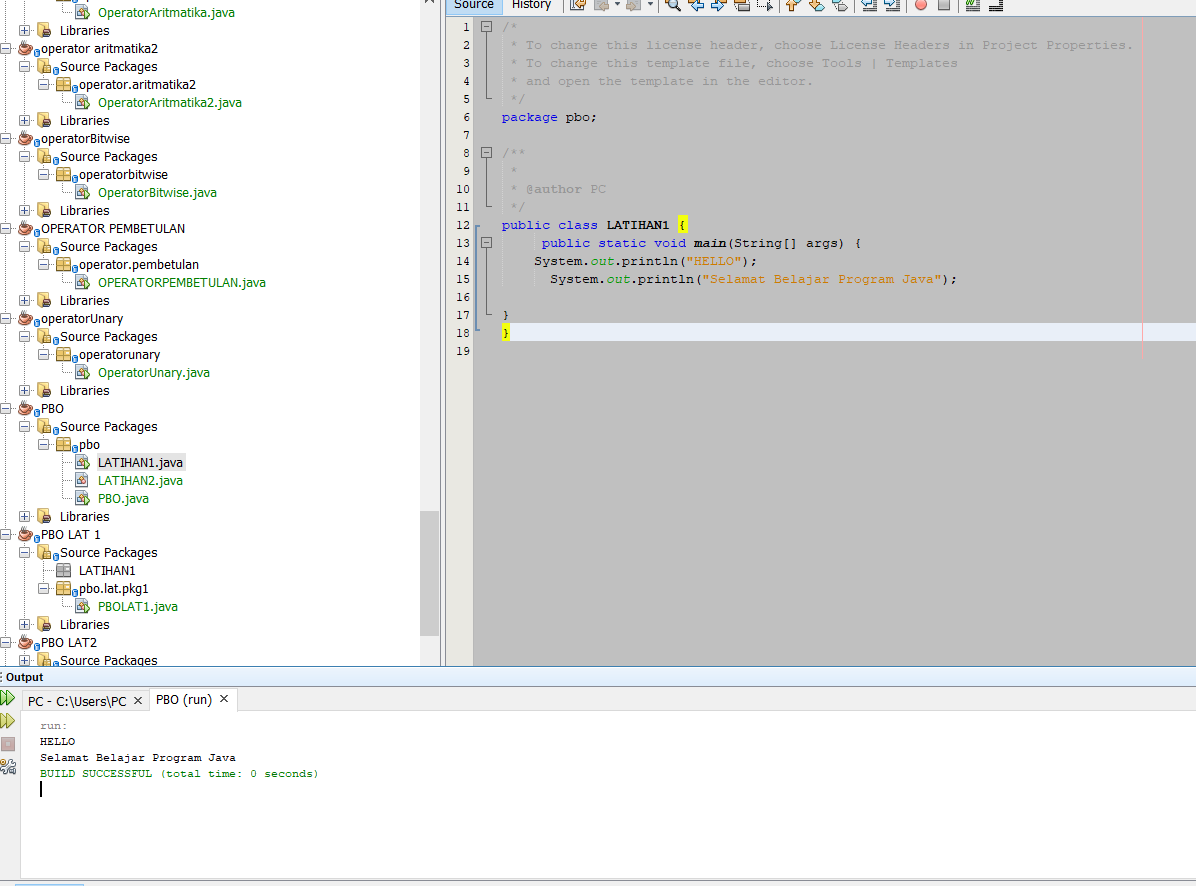 OperatorAritmatika.java
Libraries
operator aritmatika2
Source Packages
operator.aritmatika2
OperatorAritmatika2.java
Libraries
operatorBitwise
Source Packages
operatorbitwise
OperatorBitwise.java
Libraries
OPERATOR PEMBETULAN
Source Packages
operator.pembetulan
OPERATORPEMBETULAN.java
Libraries
operatorUnary
Source Packages
operatorunary
OperatorUnary.java
Libraries
PBO
Source Packages
pbo
LATIHAN1.java
LATIHAN2.java
PBO.java
Libraries
PBO LAT 1
Source Packages
LATIHAN1
pbo.lat.pkg1
PBOLAT1.java
Libraries
PBO LAT2
Source Packages
Source History
1 /*
2 * To change this license header, choose License Headers in Project Properties.
3 * To change this template file, choose Tools | Templates
4 * and open the template in the editor.
5 */
6 package pbo;
7
8 /**
9 *
10 * @author PC
11 */
12 public class LATIHAN1 {
13 public static void main(String[] args) {
14 System.out.println("HELLO");
15 System.out.println("Selamat Belajar Program Java");
16
17 }
18 }
19
Output
PC - C:\Users\PC × PBO (run) ×
run:
HELLO
Selamat Belajar Program Java
BUILD SUCCESSFUL (total time: 0 seconds)